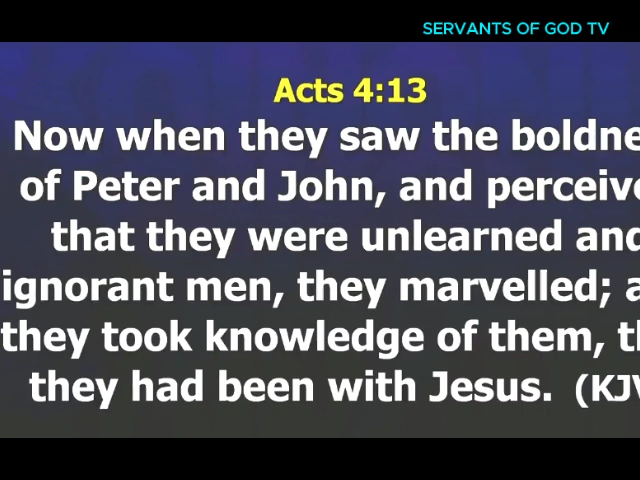 SERVANTS OF GOD TV
Acts 4:13
Now when they saw the boldne
of Peter and John, and perceive
that they were unlearned and
ignorant men, they marvelled; a
they took knowledge of them, th
they had been with Jesus. (KJV